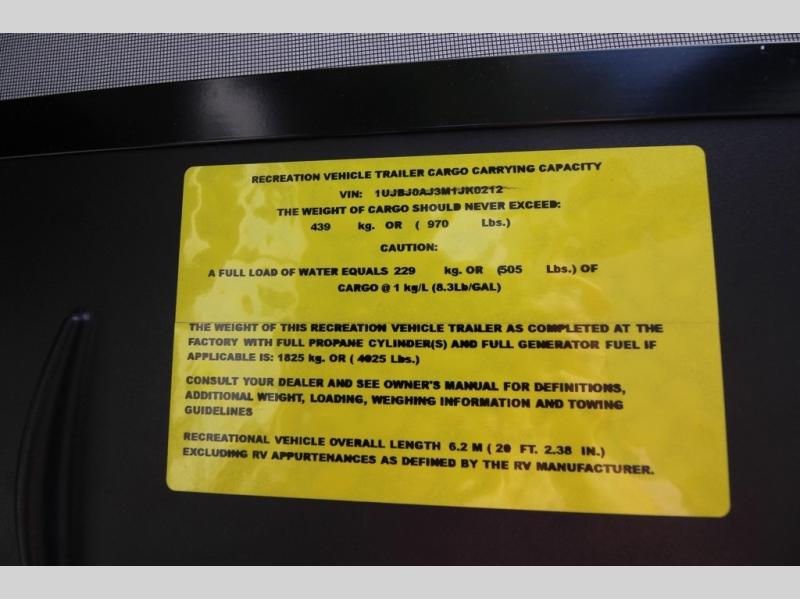 RECREATION VEHICLE TRAILER CARGO CARRYING CAPACITY
VIN: 1UJBJ0AJ3M1JK0212
THE WEIGHT OF CARGO SHOULD NEVER EXCEED:
439 kg. OR ( 970 Lbs.)
CAUTION:
A FULL LOAD OF WATER EQUALS 229 kg. OR (505 Lbs.) OF
CARGO @ 1 kg/L (8.3Lb/GAL)
THE WEIGHT OF THIS RECREATION VEHICLE TRAILER AS COMPLETED AT THE
FACTORY WITH FULL PROPANE CYLINDER(S) AND FULL GENERATOR FUEL IF
APPLICABLE IS: 1825 kg. OR ( 4025 Lbs.)
CONSULT YOUR DEALER AND SEE OWNER'S MANUAL FOR DEFINITIONS,
ADDITIONAL WEIGHT, LOADING, WEIGHING INFORMATION AND TOWING
GUIDELINES
RECREATIONAL VEHICLE OVERALL LENGTH 6.2 M ( 20 FT. 2.38 IN.)
EXCLUDING RV APPURTENANCES AS DEFINED BY THE RV MANUFACTURER.